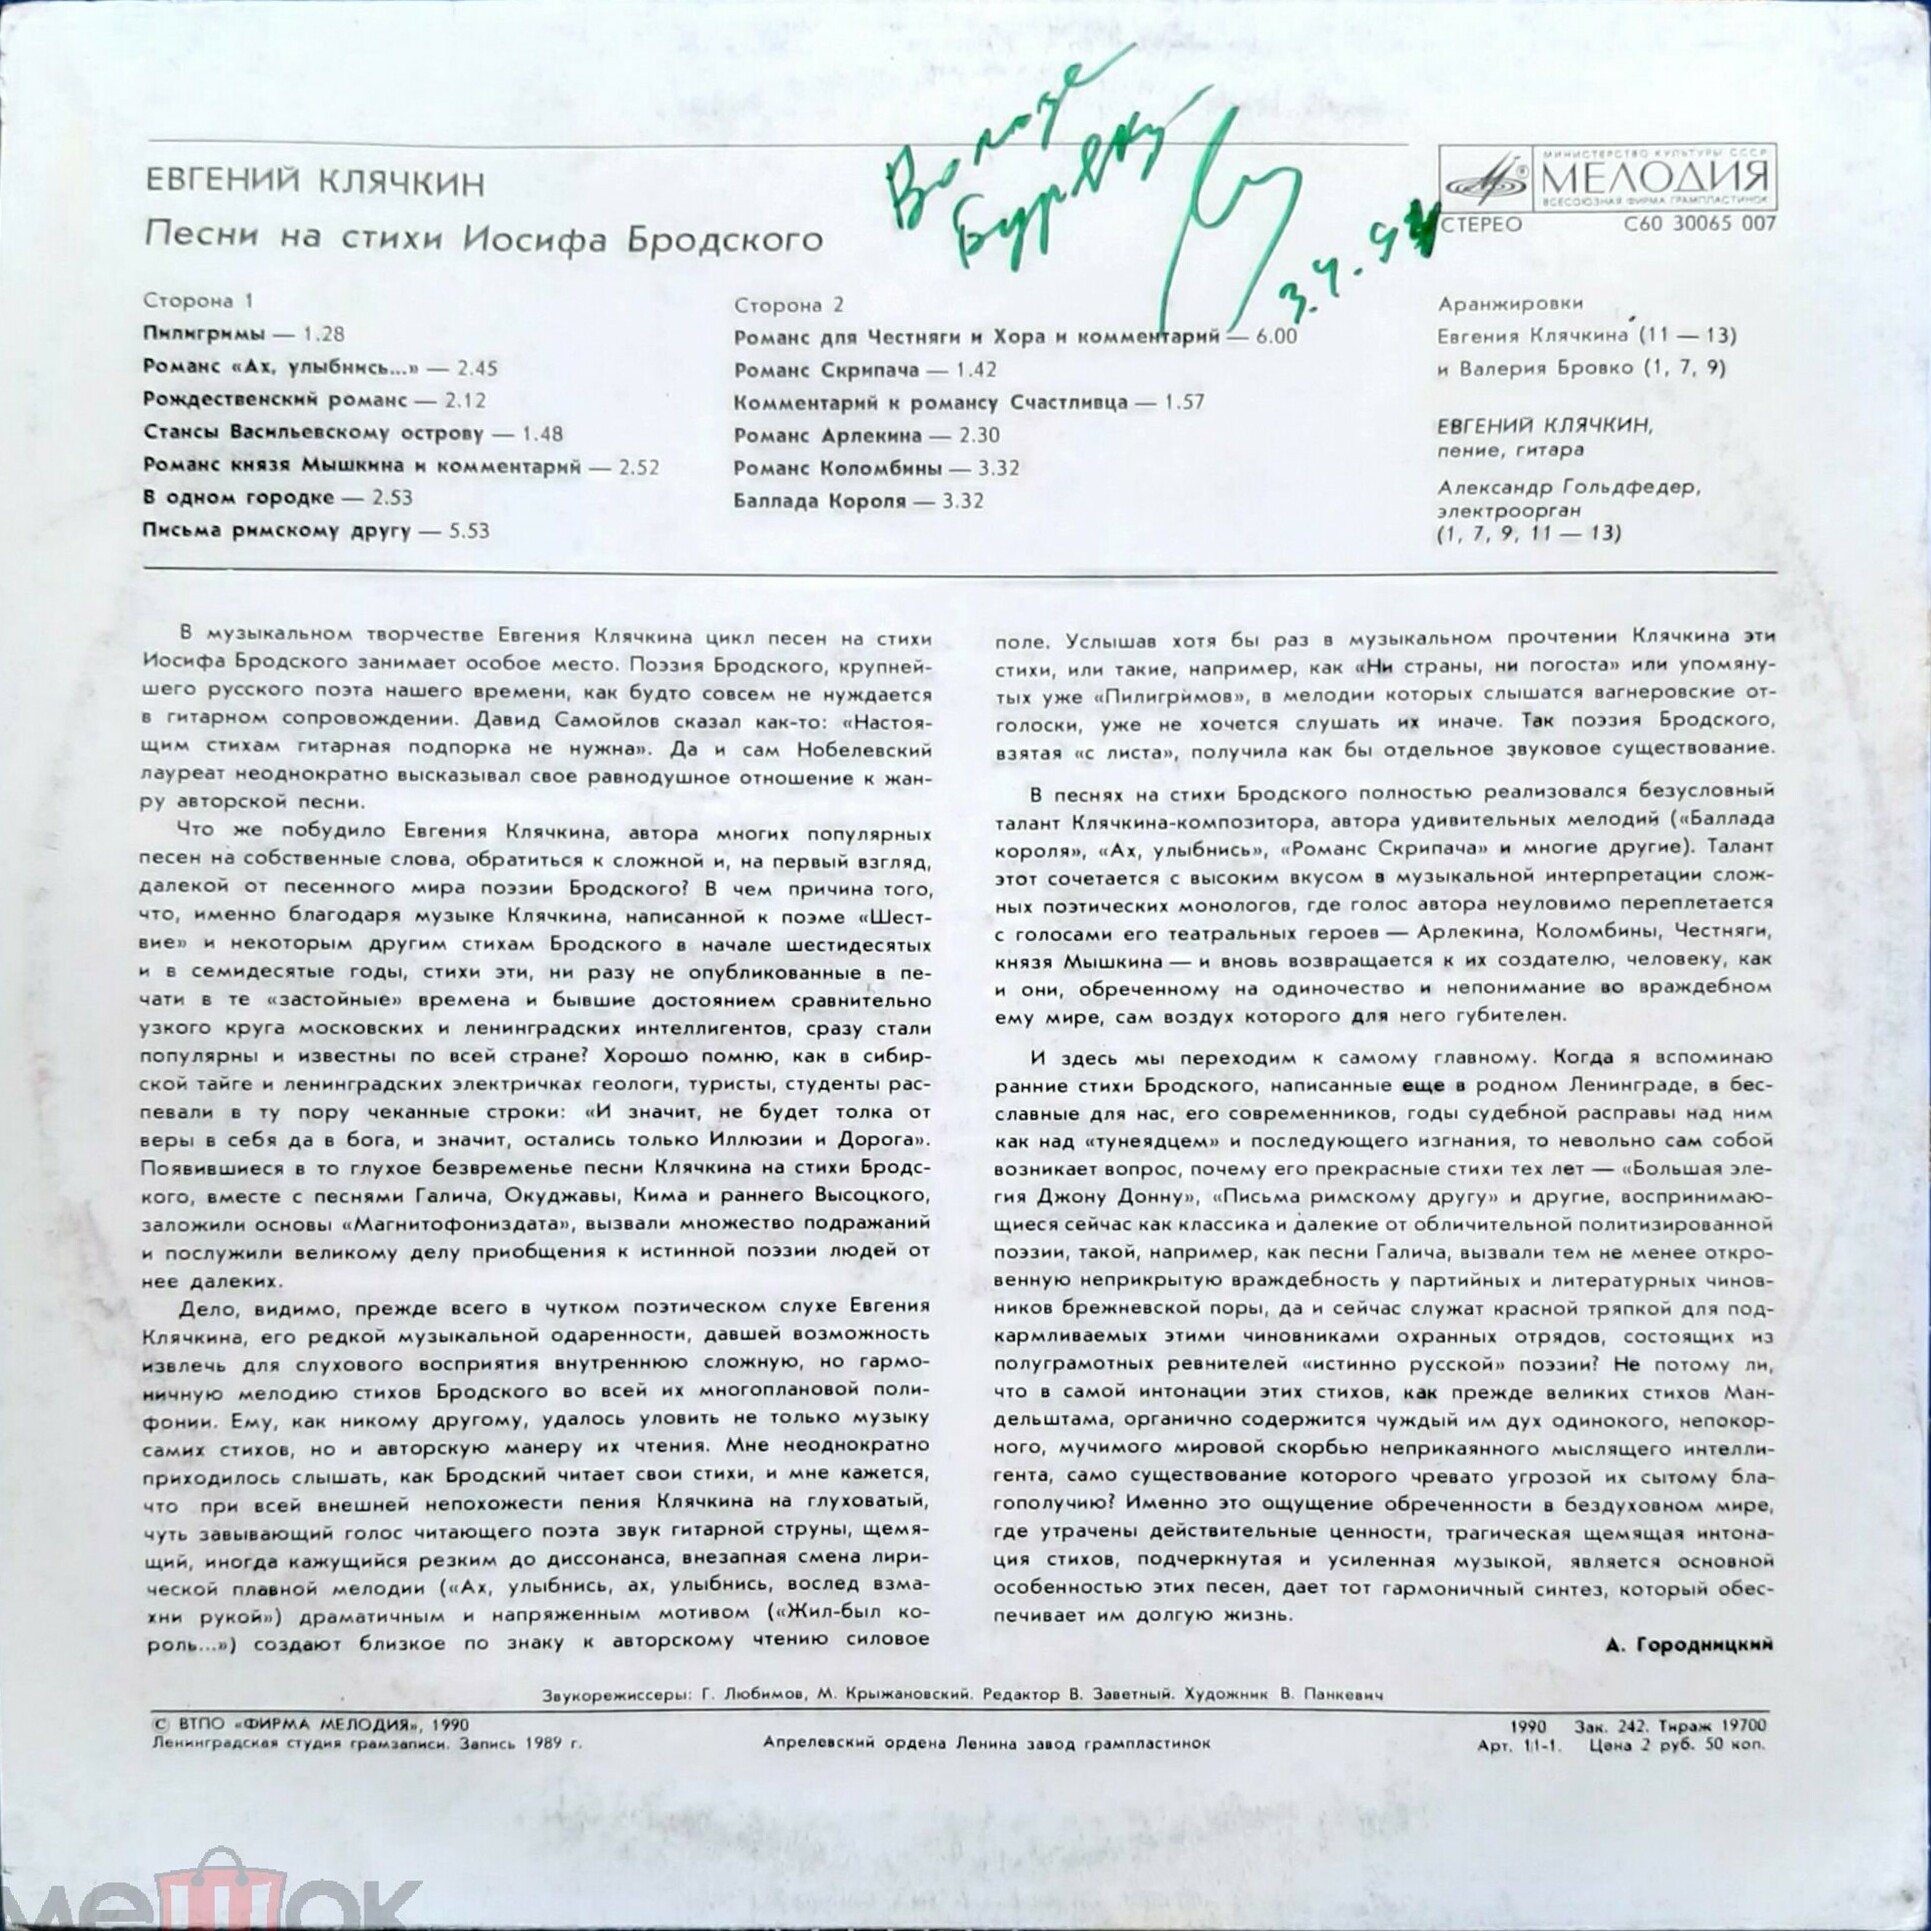 ЕВГЕНИЙ КЛЯЧКИН
Песни на стихи Иосифа Бродского
3.4.9
МИНИСТЕРСТВО КУЛЬТУРЫ СССР
МЕЛОДИЯ
ВСЕСОЮЗНАЯ ФИРМА ГРАМПЛАСТИНОК
СТЕРЕО С60 30065 007
Сторона 1
Пилигримы — 1.28
Романс «Ах, улыбнись...» — 2.45
Рождественский романс — 2.12
Стансы Васильевскому острову — 1.48
Романс князя Мышкина и комментарий — 2.52
В одном городке — 2.53
Письма римскому другу — 5.53
Сторона 2
Романс для Честняги и Хора и комментарий — 6.00
Романс Скрипача — 1.42
Комментарий к романсу Счастливца — 1.57
Романс Арлекина — 2.30
Романс Коломбины — 3.32
Баллада Короля — 3.32
Аранжировки
Евгения Клячкина (11 — 13)
и Валерия Бровко (1, 7, 9)
ЕВГЕНИЙ КЛЯЧКИН,
пение, гитара
Александр Гольдфедер,
электроорган
(1, 7, 9, 11 — 13)
В музыкальном творчестве Евгения Клячкина цикл песен на стихи
Иосифа Бродского занимает особое место. Поэзия Бродского, крупней-
шего русского поэта нашего времени, как будто совсем не нуждается
в гитарном сопровождении. Давид Самойлов сказал как-то: «Настоя-
щим стихам гитарная подпорка не нужна». Да и сам Нобелевский
лауреат неоднократно высказывал свое равнодушное отношение к жан-
ру авторской песни.
Что же побудило Евгения Клячкина, автора многих популярных
песен на собственные слова, обратиться к сложной и, на первый взгляд,
далекой от песенного мира поэзии Бродского? В чем причина того,
что, именно благодаря музыке Клячкина, написанной к поэме «Шест-
вие» и некоторым другим стихам Бродского в начале шестидесятых
и в семидесятые годы, стихи эти, ни разу не опубликованные в пе-
чати в те «застойные» времена и бывшие достоянием сравнительно
узкого круга московских и ленинградских интеллигентов, сразу стали
популярны и известны по всей стране? Хорошо помню, как в сибир-
ской тайге и ленинградских электричках геологи, туристы, студенты рас-
певали в ту пору чеканные строки: «И значит, не будет толка от
веры в себя да в бога, и значит, остались только Иллюзии и Дорога».
Появившиеся в то глухое безвременье песни Клячкина на стихи Бродс-
кого, вместе с песнями Галича, Окуджавы, Кима и раннего Высоцкого,
заложили основы «Магнитофониздата», вызвали множество подражаний
и послужили великому делу приобщения к истинной поэзии людей от
нее далеких.
Дело, видимо, прежде всего в чутком поэтическом слухе Евгения
Клячкина, его редкой музыкальной одаренности, давшей возможность
извлечь для слухового восприятия внутреннюю сложную, но гармо-
ничную мелодию стихов Бродского во всей их многоплановой поли-
фонии. Ему, как никому другому, удалось уловить не только музыку
самих стихов, но и авторскую манеру их чтения. Мне неоднократно
приходилось слышать, как Бродский читает свои стихи, и мне кажется,
что при всей внешней непохожести пения Клячкина на глуховатый,
чуть завывающий голос читающего поэта звук гитарной струны, щемя-
щий, иногда кажущийся резким до диссонанса, внезапная смена лири-
ческой плавной мелодии («Ах, улыбнись, ах, улыбнись, вослед взма-
хни рукой») драматичным и напряженным мотивом («Жил-был ко-
роль...») создают близкое по знаку к авторскому чтению силовое
поле. Услышав хотя бы раз в музыкальном прочтении Клячкина эти
стихи, или такие, например, как «Ни страны, ни погоста» или упомяну-
тых уже «Пилигримов», в мелодии которых слышатся вагнеровские от-
голоски, уже не хочется слушать их иначе. Так поэзия Бродского,
взятая «с листа», получила как бы отдельное звуковое существование.
В песнях на стихи Бродского полностью реализовался безусловный
талант Клячкина-композитора, автора удивительных мелодий («Баллада
короля», «Ах, улыбнись», «Романс Скрипача» и многие другие). Талант
этот сочетается с высоким вкусом в музыкальной интерпретации слож-
ных поэтических монологов, где голос автора неуловимо переплетается
с голосами его театральных героев — Арлекина, Коломбины, Честняги,
князя Мышкина — и вновь возвращается к их создателю, человеку, как
и они, обреченному на одиночество и непонимание во враждебном
ему мире, сам воздух которого для него губителен.
И здесь мы переходим к самому главному. Когда я вспоминаю
ранние стихи Бродского, написанные еще в родном Ленинграде, в бес-
славные для нас, его современников, годы судебной расправы над ним
как над «тунеядцем» и последующего изгнания, то невольно сам собой
возникает вопрос, почему его прекрасные стихи тех лет — «Большая эле-
гия Джону Донну», «Письма римскому другу» и другие, воспринимаю-
щиеся сейчас как классика и далекие от обличительной политизированной
поэзии, такой, например, как песни Галича, вызвали тем не менее откро-
венную неприкрытую враждебность у партийных и литературных чинов-
ников брежневской поры, да и сейчас служат красной тряпкой для под-
кармливаемых этими чиновниками охранных отрядов, состоящих из
полуграмотных ревнителей «истинно русской» поэзии? Не потому ли,
что в самой интонации этих стихов, как прежде великих стихов Ман-
дельштама, органично содержится чуждый им дух одинокого, непокор-
ного, мучимого мировой скорбью неприкаянного мыслящего интелли-
гента, само существование которого чревато угрозой их сытому бла-
гополучию? Именно это ощущение обреченности в бездуховном мире,
где утрачены действительные ценности, трагическая щемящая интона-
ция стихов, подчеркнутая и усиленная музыкой, является основной
особенностью этих песен, дает тот гармоничный синтез, который обес-
печивает им долгую жизнь.
А. Городницкий
Звукорежиссеры: Г. Любимов, М. Крыжановский. Редактор В. Заветный. Художник В. Панкевич
© ВТПО «ФИРМА МЕЛОДИЯ», 1990
Ленинградская студия грамзаписи. Запись 1989 г.
Апрелевский ордена Ленина завод грампластинок
1990 Зак. 242. Тираж 19700
Арт. 11-1. Цена 2 руб. 50 коп.
мешок